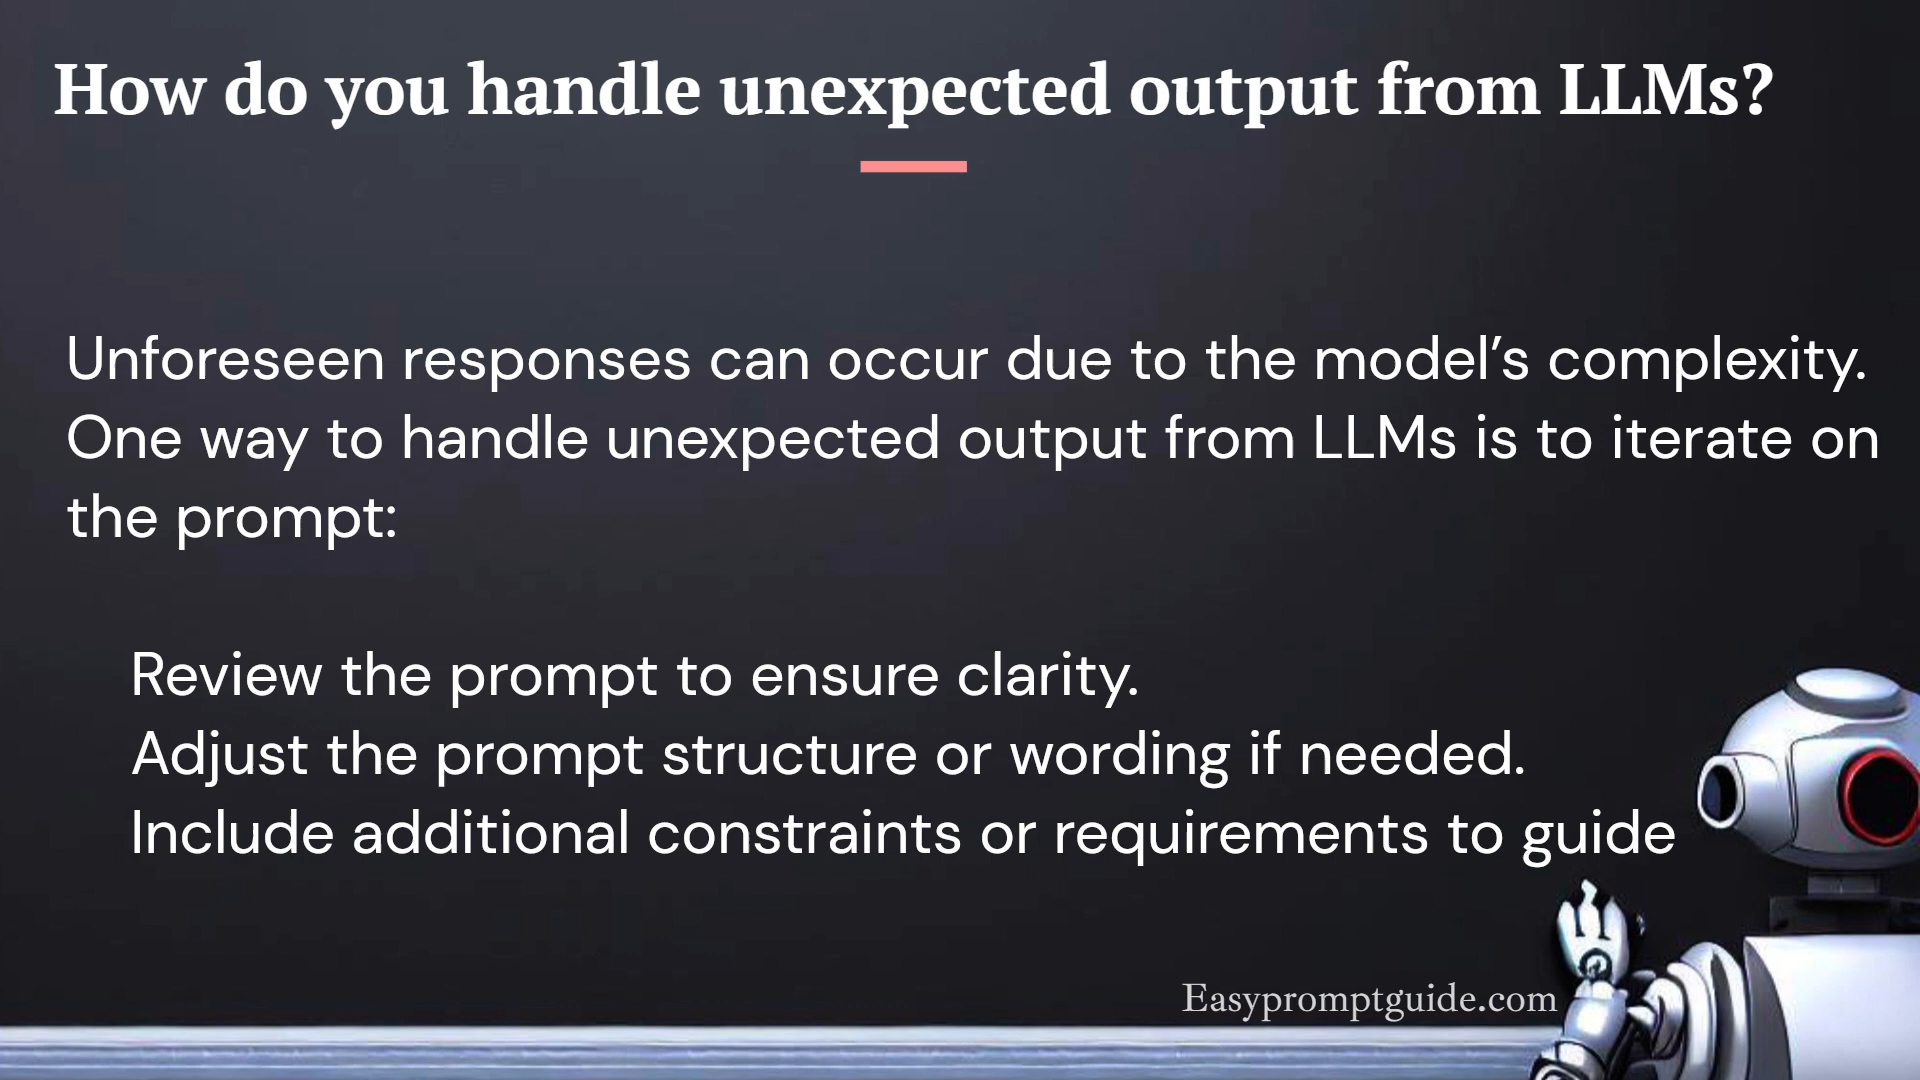 How do you handle unexpected output from LLMs?
Unforeseen responses can occur due to the model’s complexity.
One way to handle unexpected output from LLMs is to iterate on
the prompt:
Review the prompt to ensure clarity.
Adjust the prompt structure or wording if needed.
Include additional constraints or requirements to guide
Easypromptguide.com